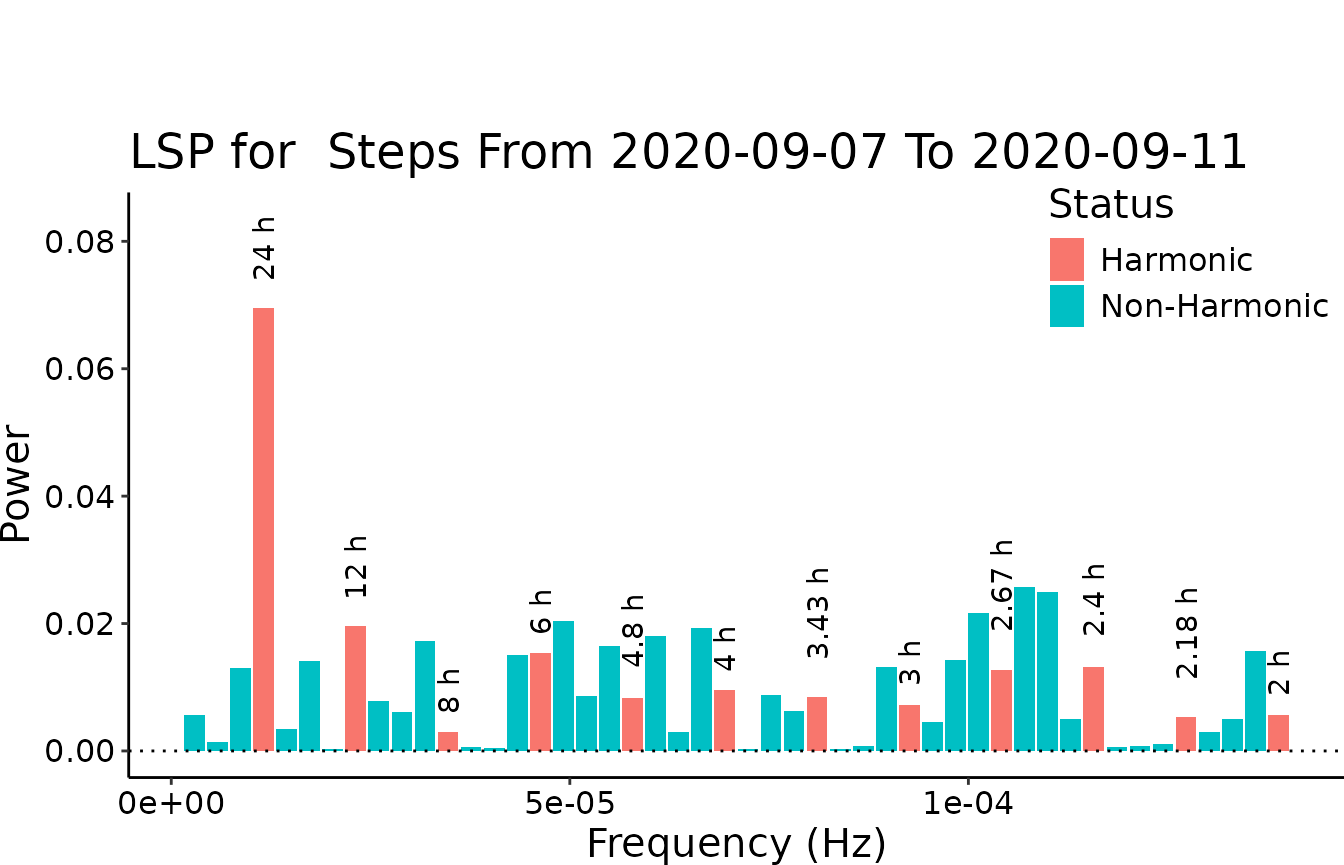 LSP for  Steps From 2020-09-07 To 2020-09-11
Status
Harmonic
Non-Harmonic
Power
0.08
0.06
0.04
0.02
0.00
24 h
12 h
8 h
6 h
4.8 h
4 h
3.43 h
3 h
2.67 h
2.4 h
2.18 h
2 h
0e+00
5e-05
1e-04
Frequency (Hz)